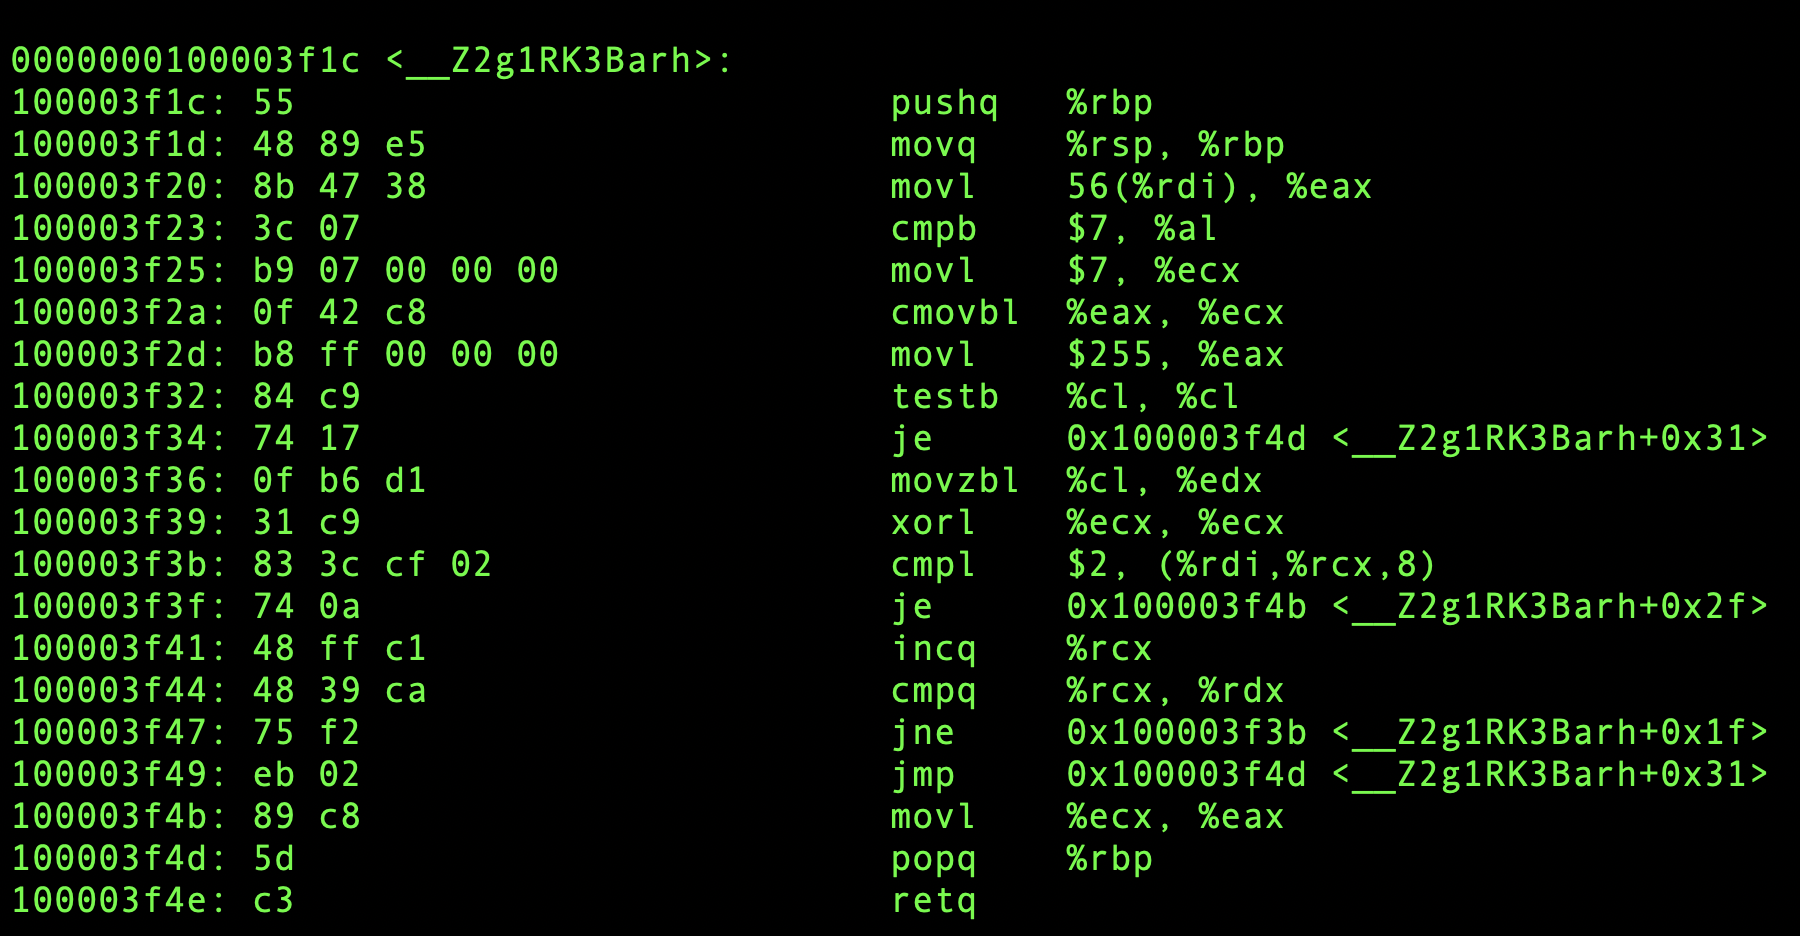 0000000100003f1c <__Z2g1RK3Barh>:
100003f1c: 55 pushq %rbp
100003f1d: 48 89 e5 movq %rsp, %rbp
100003f20: 8b 47 38 movl 56(%rdi), %eax
100003f23: 3c 07 cmpb $7, %al
100003f25: b9 07 00 00 00 movl $7, %ecx
100003f2a: 0f 42 c8 cmovbl %eax, %ecx
100003f2d: b8 ff 00 00 00 movl $255, %eax
100003f32: 84 c9 testb %cl, %cl
100003f34: 74 17 je 0x100003f4d <__Z2g1RK3Barh+0x31>
100003f36: 0f b6 d1 movzbl %cl, %edx
100003f39: 31 c9 xorl %ecx, %ecx
100003f3b: 83 3c cf 02 cmpl $2, (%rdi,%rcx,8)
100003f3f: 74 0a je 0x100003f4b <__Z2g1RK3Barh+0x2f>
100003f41: 48 ff c1 incq %rcx
100003f44: 48 39 ca cmpq %rcx, %rdx
100003f47: 75 f2 jne 0x100003f3b <__Z2g1RK3Barh+0x1f>
100003f49: eb 02 jmp 0x100003f4d <__Z2g1RK3Barh+0x31>
100003f4b: 89 c8 movl %ecx, %eax
100003f4d: 5d popq %rbp
100003f4e: c3 retq